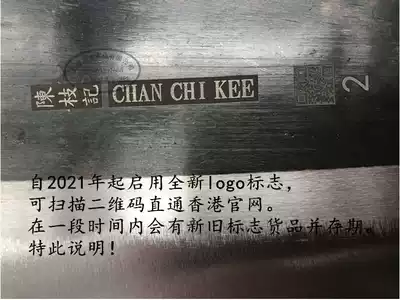 陳枝記 CHAN CHI KEE
2
自2021年起启用全新logo标志，
可扫描二维码直通香港官网。
在一段时间内会有新旧标志货品并存期。
特此说明！